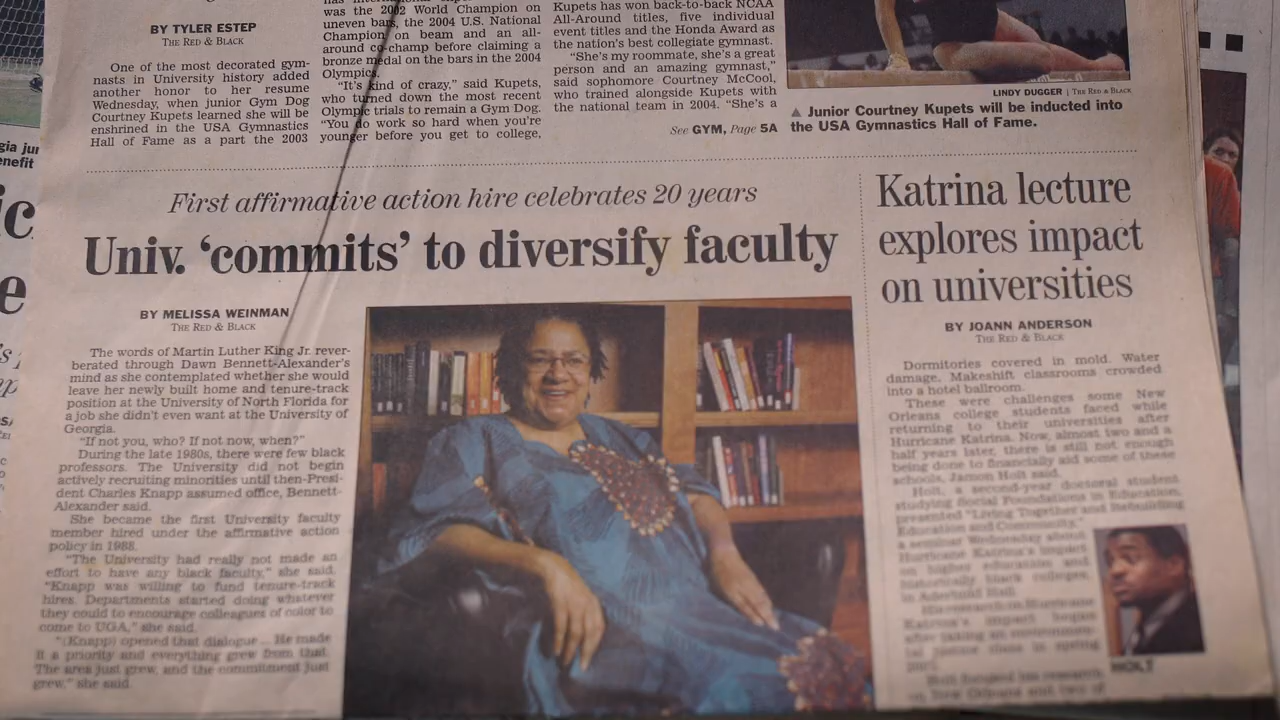 BY TYLER ESTEP
THE RED & BLACK
One of the most decorated gym-
nasts in University history added
another honor to her resume
Wednesday, when junior Gym Dog
Courtney Kupets learned she will be
enshrined in the USA Gymnastics
Hall of Fame as a part the 2003
was the 2002 World Champion on
uneven bars, the 2004 U.S. National
Champion on beam and an all-
around co-champ before claiming a
bronze medal on the bars in the 2004
Olympics.
"It's kind of crazy," said Kupets,
who turned down the most recent
Olympic trials to remain a Gym Dog.
"You do work so hard when you're
younger before you get to college,
Kupets has won back-to-back NCAA
All-Around titles, five individual
event titles and the Honda Award as
the nation's best collegiate gymnast.
"She's my roommate, she's a great
person and an amazing gymnast,"
said sophomore Courtney McCool,
who trained alongside Kupets with
the national team in 2004. "She's a
See GYM, Page 5A
LINDY DUGGER | THE RED & BLACK
▲ Junior Courtney Kupets will be inducted into
the USA Gymnastics Hall of Fame.
First affirmative action hire celebrates 20 years
Univ. 'commits' to diversify faculty
BY MELISSA WEINMAN
THE RED & BLACK
The words of Martin Luther King Jr. rever-
berated through Dawn Bennett-Alexander's
mind as she contemplated whether she would
leave her newly built home and tenure-track
position at the University of North Florida for
a job she didn't even want at the University of
Georgia.
"If not you, who? If not now, when?"
During the late 1980s, there were few black
professors. The University did not begin
actively recruiting minorities until then-Presi-
dent Charles Knapp assumed office, Bennett-
Alexander said.
She became the first University faculty
member hired under the affirmative action
policy in 1988.
"The University had really not made an
effort to have any black faculty," she said.
"Knapp was willing to fund tenure-track
hires. Departments started doing whatever
they could to encourage colleagues of color to
come to UGA," she said.
"(Knapp) opened that dialogue ... He made
it a priority and everything grew from that.
The area just grew, and the commitment just
grew," she said.
Katrina lecture
explores impact
on universities
BY JOANN ANDERSON
THE RED & BLACK
Dormitories covered in mold. Water
damage. Makeshift classrooms crowded
into a hotel ballroom.
These were challenges some New
Orleans college students faced while
returning to their universities after
Hurricane Katrina. Now, almost two and a
half years later, there is still not enough
being done to financially aid some of these
schools, Jamon Holt said.
Holt, a second-year doctoral student
studying Social Foundations in Education,
presented "Living Together and Rebuilding
Education and Community,"
a seminar Wednesday about
Hurricane Katrina's impact
on higher education and
historically black colleges,
in Aderhold Hall.
His research on Hurricane
Katrina's impact began
HOLT